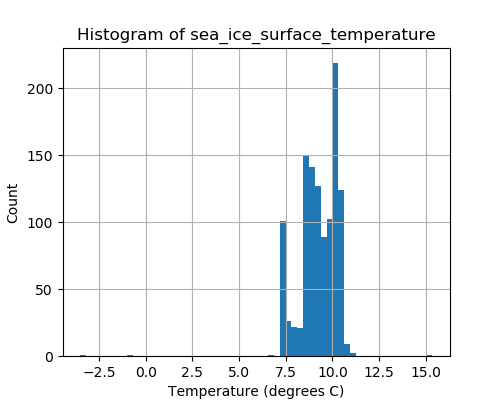 Histogram of sea_ice_surface_temperature
200
150
100
50
0
Count
−2.5 0.0 2.5 5.0 7.5 10.0 12.5 15.0
Temperature (degrees C)